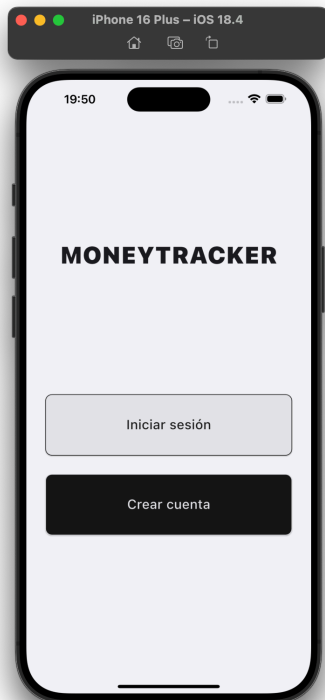 iPhone 16 Plus – iOS 18.4
19:50
MONEYTRACKER
Iniciar sesión
Crear cuenta